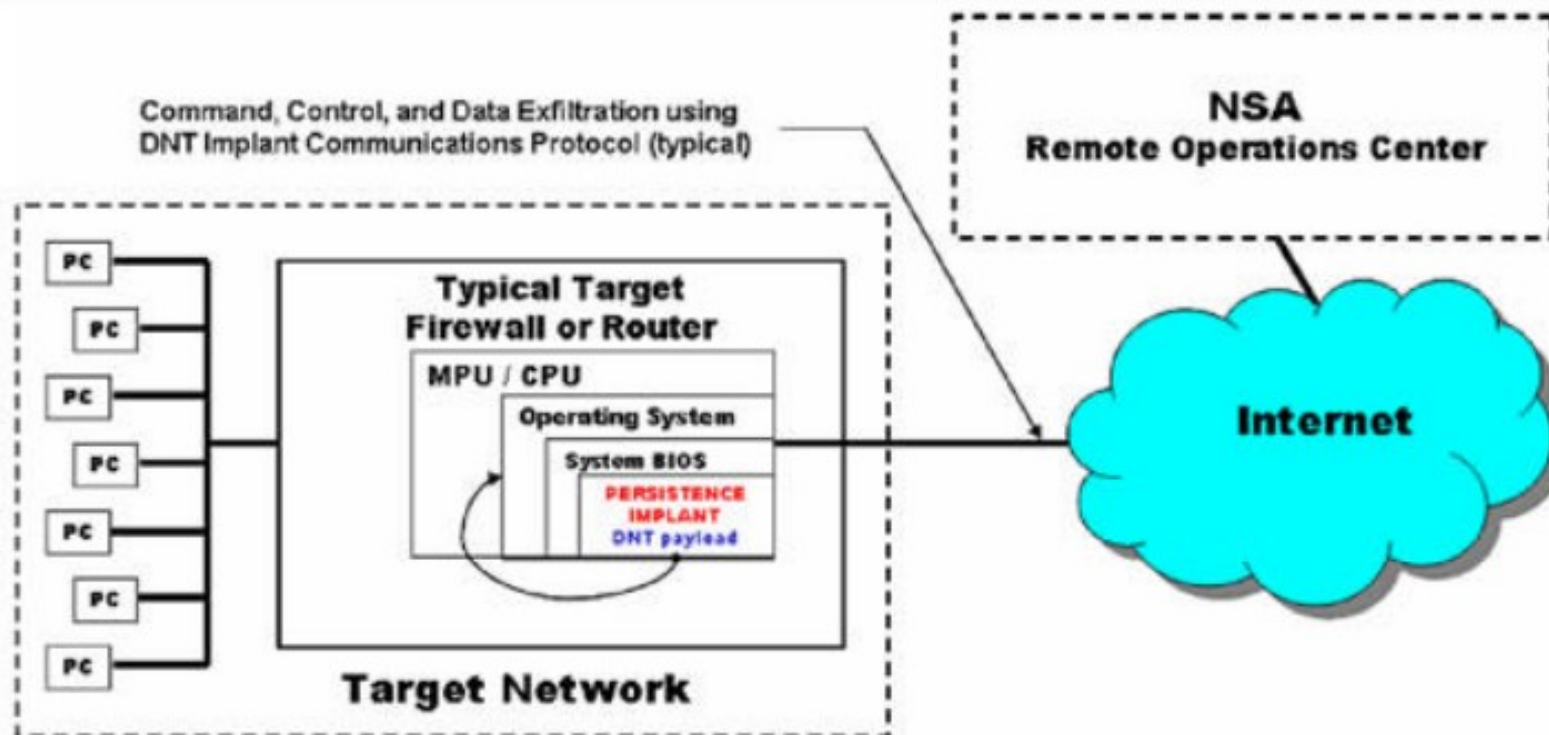 Command, Control, and Data Exfiltration using
DNT Implant Communications Protocol (typical)
NSA
Remote Operations Center
PC
PC
PC
PC
PC
PC
PC
Typical Target
Firewall or Router
MPU / CPU
Operating System
System BIOS
PERSISTENCE
IMPLANT
DNT payload
Internet
Target Network